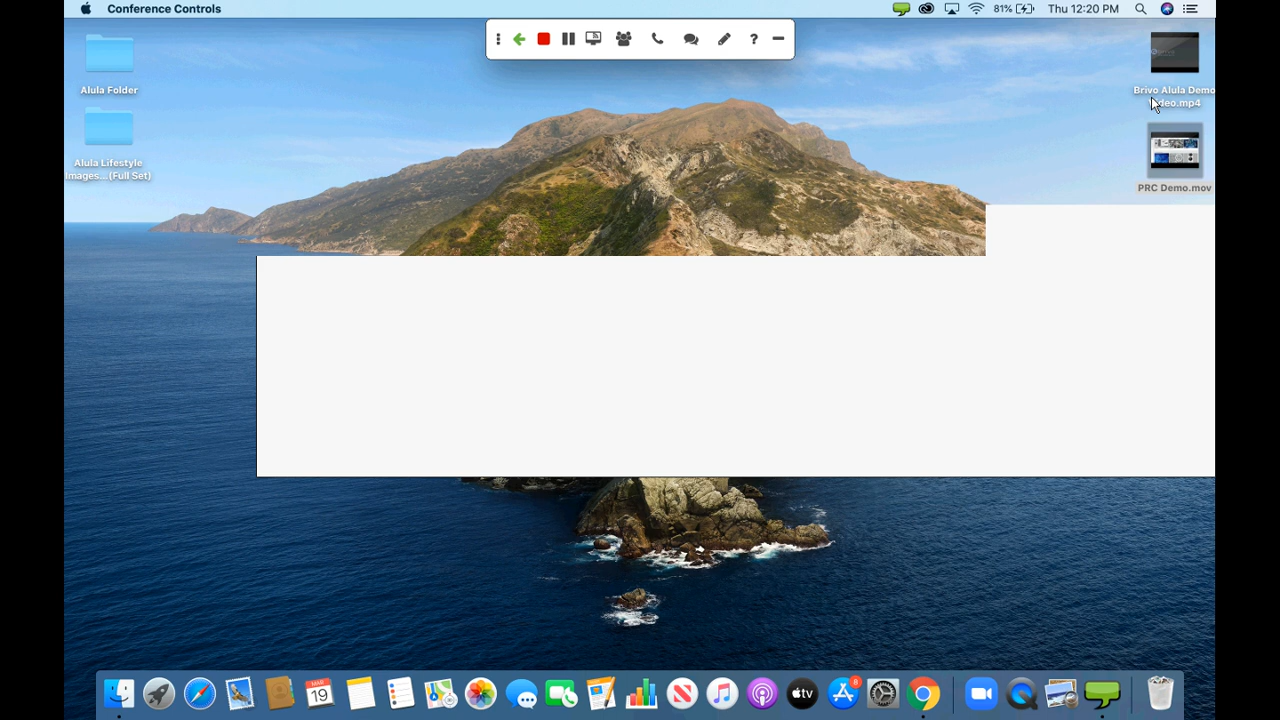 Conference Controls
81%
Thu 12:20 PM
Alula Folder
Alula Lifestyle
Images...(Full Set)
Brivo Alula Demo
deo.mp4
PRC Demo.mov
?
MAR
19
tv
8